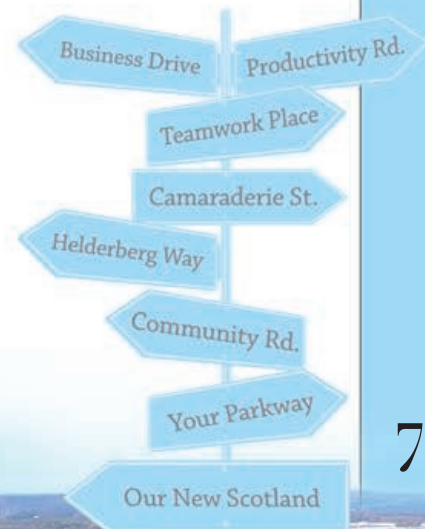 Business Drive
Productivity Rd.
Teamwork Place
Camaraderie St.
Helderberg Way
Community Rd.
Your Parkway
7
Our New Scotland